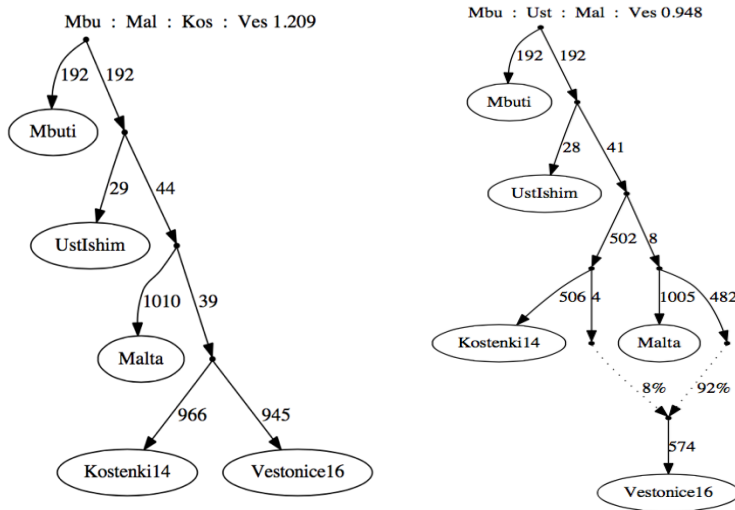 Mbu : Mal : Kos : Ves 1.209
192
192
Mbuti
29
44
UstIshim
1010
39
Malta
966
945
Kostenki14
Vestonice16
Mbu : Ust : Mal : Ves 0.948
192
192
Mbuti
28
41
UstIshim
502
8
506
4
1005
482
Kostenki14
Malta
8%
92%
574
Vestonice16